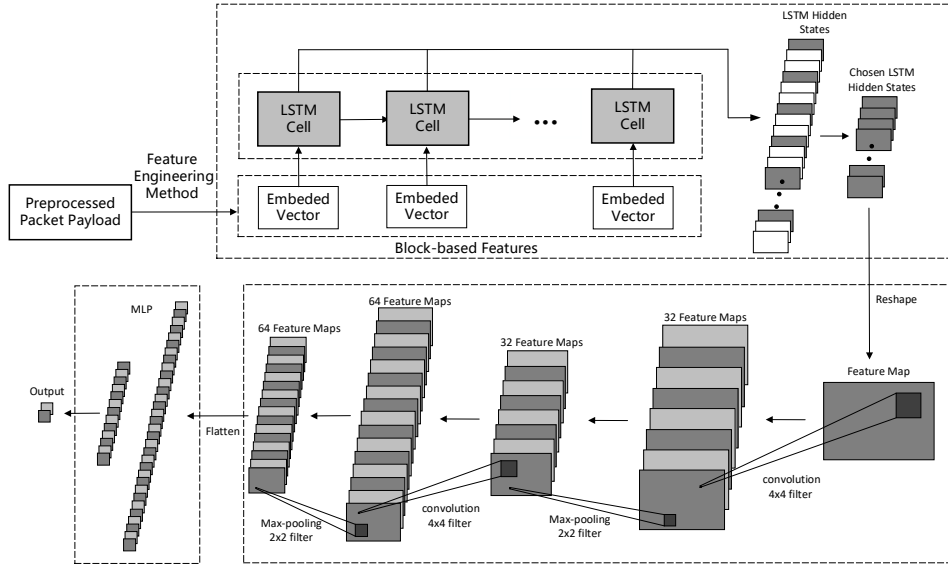 LSTM Hidden
States
Chosen LSTM
Hidden States
LSTM
Cell
LSTM
Cell
...
LSTM
Cell
Feature
Engineering
Method
Preprocessed
Packet Payload
Embeded
Vector
Embeded
Vector
Embeded
Vector
Block-based Features
Reshape
MLP
64 Feature Maps
64 Feature Maps
32 Feature Maps
32 Feature Maps
Feature Map
Output
Flatten
Max-pooling
2x2 filter
convolution
4x4 filter
Max-pooling
2x2 filter
convolution
4x4 filter